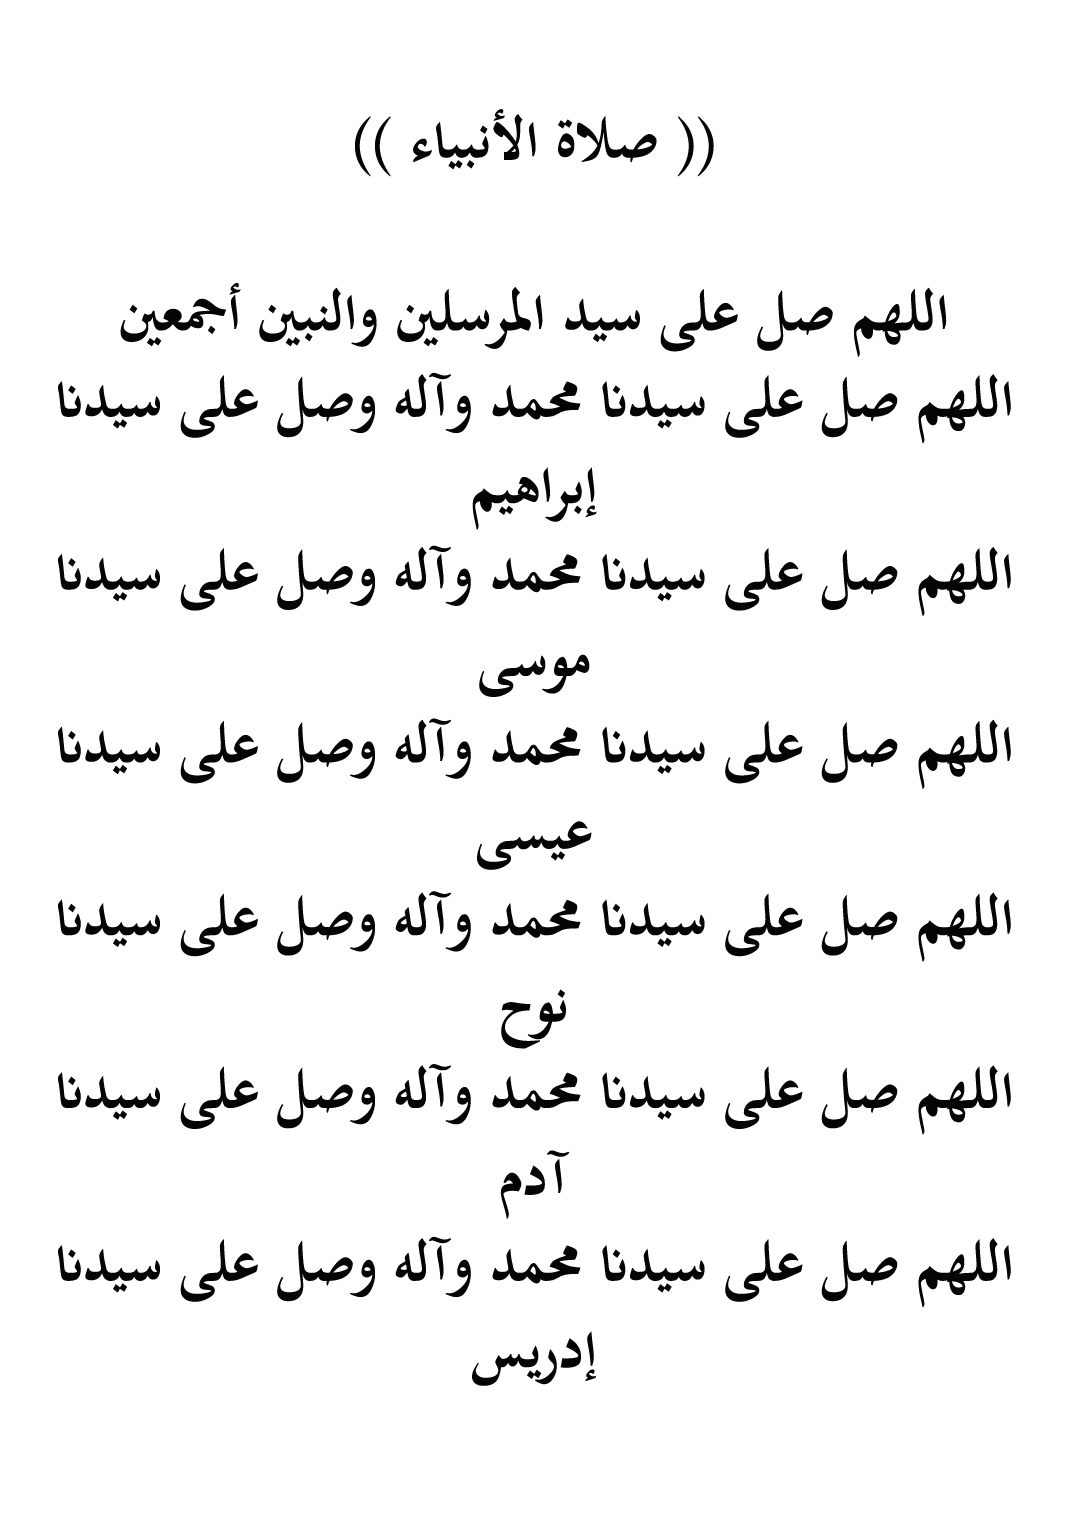 (( صلاة الأنبياء ))
اللهم صل على سيد المرسلين والنبين أجمعين
اللهم صل على سيدنا محمد وآله وصل على سيدنا
إبراهيم
اللهم صل على سيدنا محمد وآله وصل على سيدنا
موسى
اللهم صل على سيدنا محمد وآله وصل على سيدنا
عيسى
اللهم صل على سيدنا محمد وآله وصل على سيدنا
نوح
اللهم صل على سيدنا محمد وآله وصل على سيدنا
آدم
اللهم صل على سيدنا محمد وآله وصل على سيدنا
إدريس